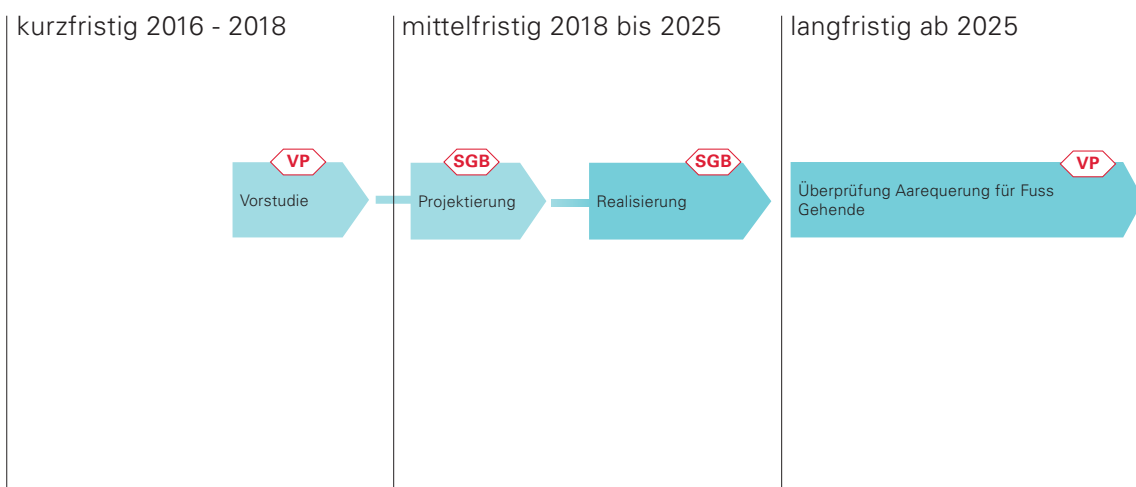 kurzfristig 2016 - 2018
mittelfristig 2018 bis 2025
langfristig ab 2025
VP
Vorstudie
SGB
Projektierung
SGB
Realisierung
VP
Überprüfung Aarequerung für Fuss
Gehende